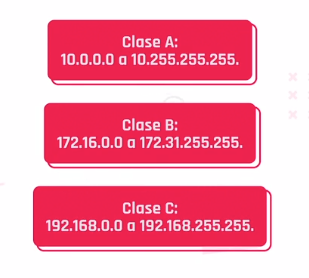 Clase A:
10.0.0.0 a 10.255.255.255.
Clase B:
172.16.0.0 a 172.31.255.255.
Clase C:
192.168.0.0 a 192.168.255.255.